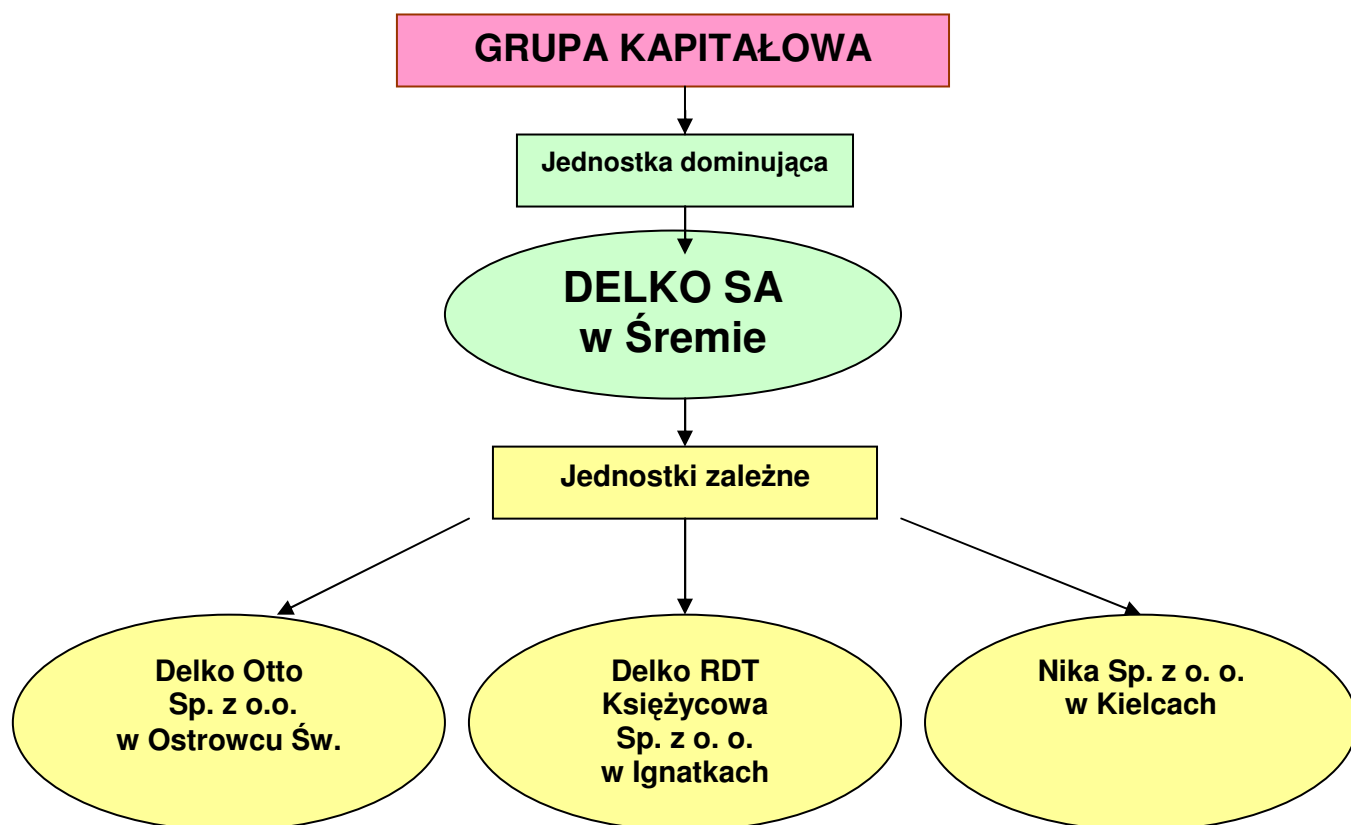 GRUPA KAPITAŁOWA
Jednostka dominująca
DELKO SA
w Śremie
Jednostki zależne
Delko Otto
Sp. z o.o.
w Ostrowcu Św.
Delko RDT
Księżycowa
Sp. z o. o.
w Ignatkach
Nika Sp. z o. o.
w Kielcach